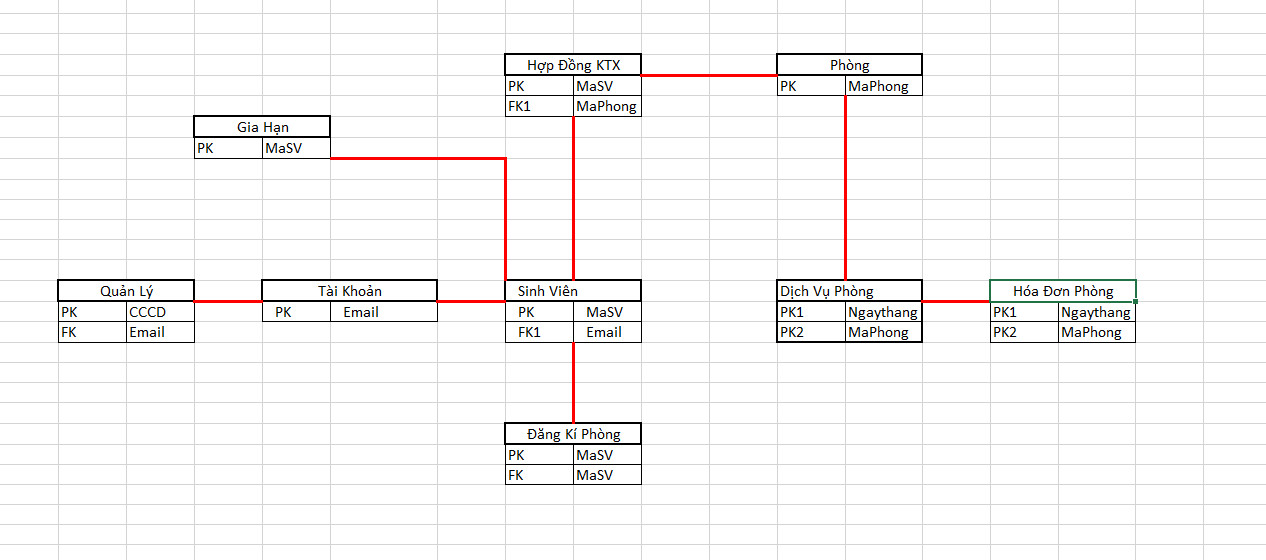 Hợp Đồng KTX
PK MaSV
FK1 MaPhong
Phòng
PK MaPhong
Gia Hạn
PK MaSV
Quản Lý
PK CCCD
FK Email
Tài Khoản
PK Email
Sinh Viên
PK MaSV
FK1 Email
Dịch Vụ Phòng
PK1 Ngaythang
PK2 MaPhong
Hóa Đơn Phòng
PK1 Ngaythang
PK2 MaPhong
Đăng Kí Phòng
PK MaSV
FK MaSV